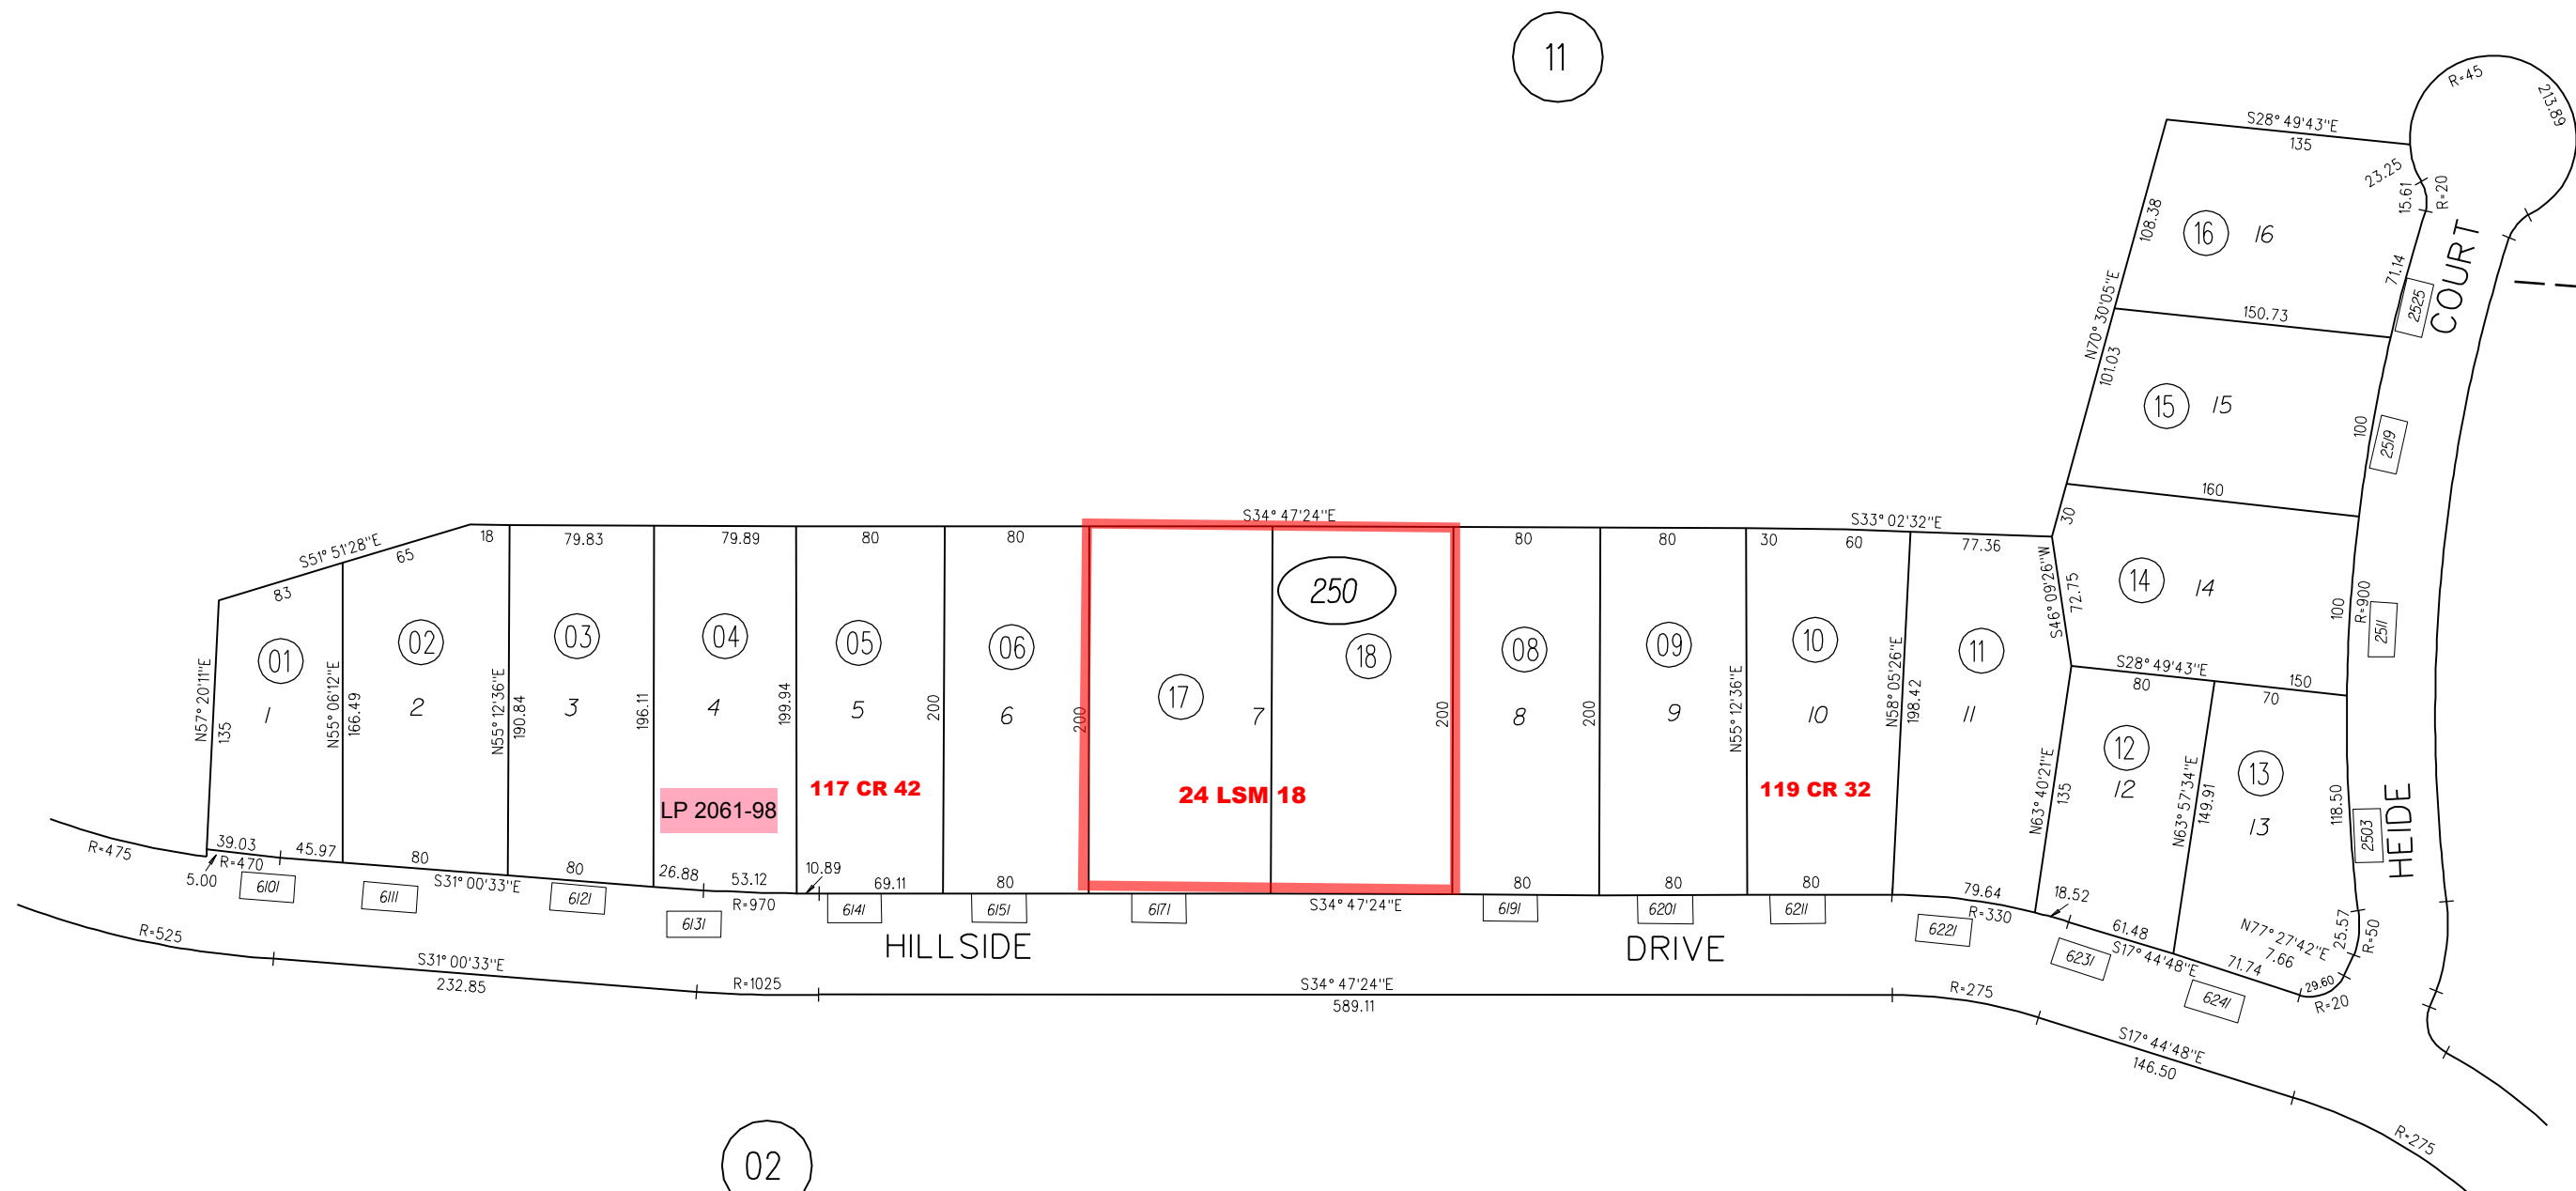 11
R=45
213.89
S28° 49'43"E
135
23.25
15.61
R=20
108.38
16
16
71.14
2525
COURT
N70° 30'05"E
150.73
101.03
15
15
100
2519
160
30
S34° 47'24"E
S33° 02'32"E
S51° 51'28"E
18
79.83
79.89
80
80
80
80
30
60
77.36
65
83
S46° 09'26"W
72.75
14
14
100
R=900
2511
250
01
02
03
04
05
06
17
18
08
09
10
11
S28° 49'43"E
80
150
70
1
2
3
4
5
6
7
8
9
10
11
N57° 20'11"E
135
N55° 06'12"E
166.49
N55° 12'36"E
190.84
196.11
199.94
200
200
200
200
N55° 12'36"E
N58° 05'26"E
198.42
N63° 40'21"E
135
12
12
N63° 57'34"E
149.91
13
13
118.50
2503
HEIDE
LP 2061-98
117 CR 42
24 LSM 18
119 CR 32
R=475
5.00
39.03
R=470
45.97
80
S31° 00'33"E
80
26.88
53.12
R=970
10.89
69.11
80
S34° 47'24"E
80
80
80
79.64
R=330
18.52
61.48
S17° 44'48"E
71.74
N77° 27'42"E
7.66
25.57
R=50
29.60
R=20
6101
6111
6121
6131
6141
6151
6171
6191
6201
6211
6221
6231
6241
HILLSIDE DRIVE
R=525
S31° 00'33"E
232.85
R=1025
S34° 47'24"E
589.11
R=275
S17° 44'48"E
146.50
R=275
02